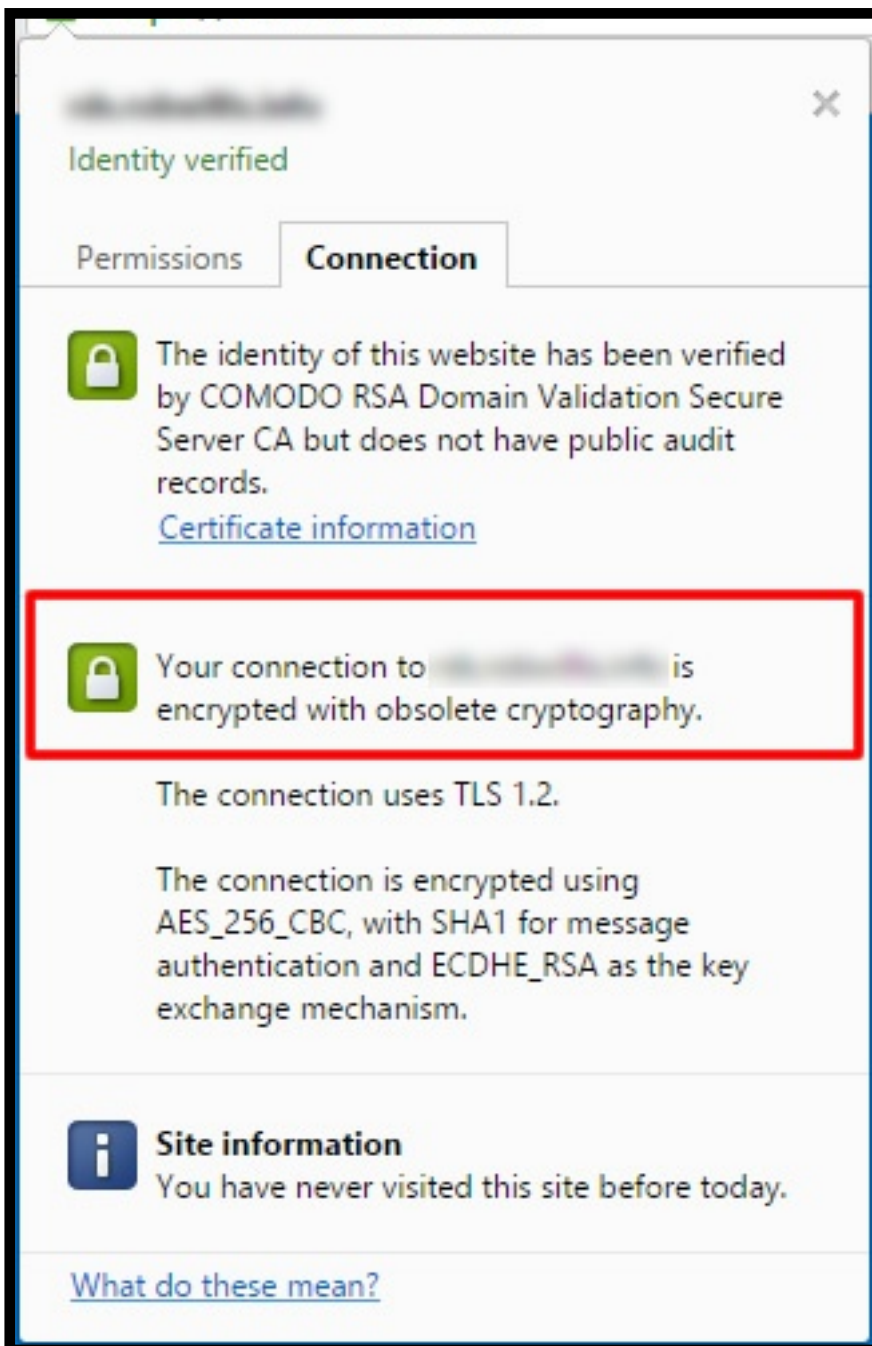 Identity verified
Permissions
Connection
The identity of this website has been verified
by COMODO RSA Domain Validation Secure
Server CA but does not have public audit
records.
Certificate information
Your connection to is
encrypted with obsolete cryptography.
The connection uses TLS 1.2.
The connection is encrypted using
AES_256_CBC, with SHA1 for message
authentication and ECDHE_RSA as the key
exchange mechanism.
Site information
You have never visited this site before today.
What do these mean?